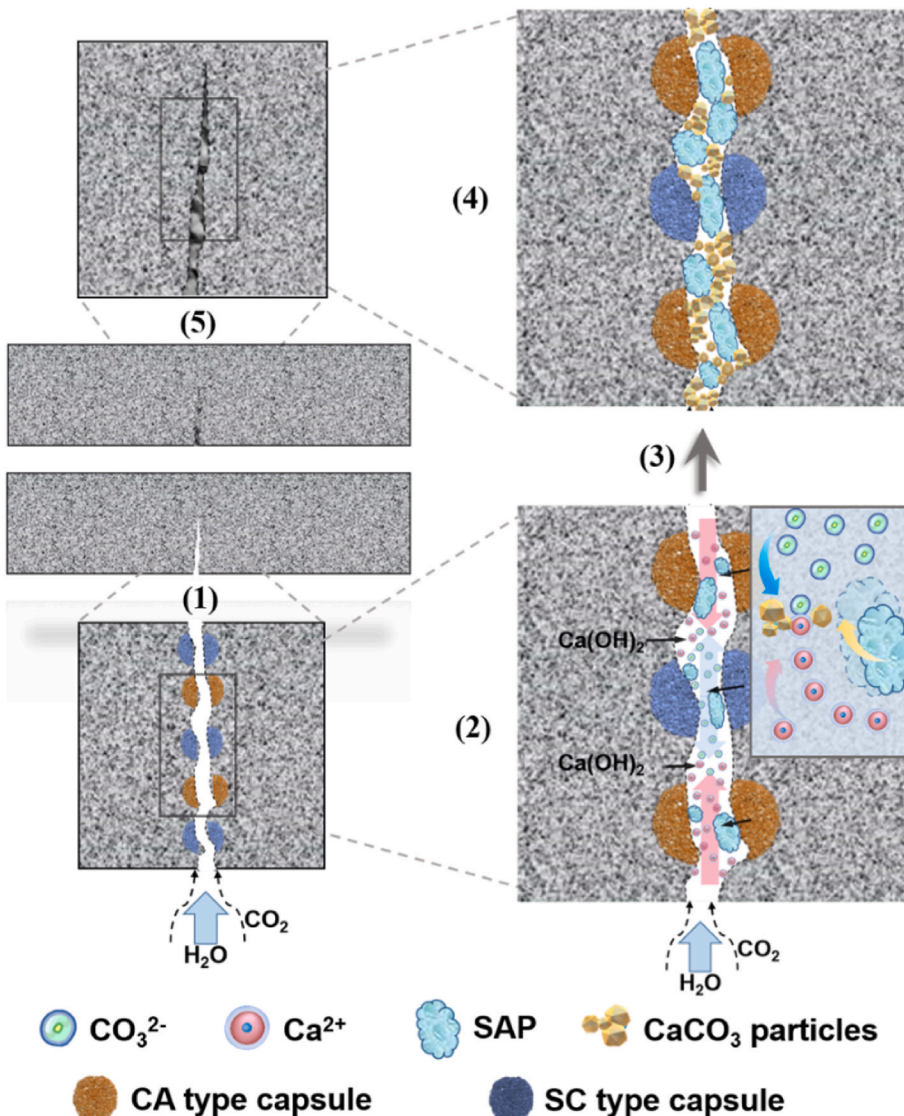 (4)
(5)
(3)
(1)
Ca(OH)₂
(2)
Ca(OH)₂
CO₂
H₂O
CO₂
H₂O
CO₃²⁻
Ca²⁺
SAP
CaCO₃ particles
CA type capsule
SC type capsule